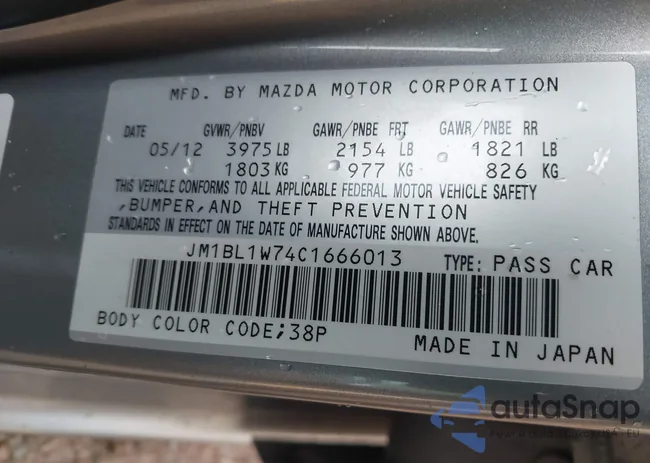 MFD. BY MAZDA MOTOR CORPORATION
DATE GVWR/PNBV GAWR/PNBE FRT GAWR/PNBE RR
05/12 3975 LB 2154 LB 1821 LB
1803 KG 977 KG 826 KG
THIS VEHICLE CONFORMS TO ALL APPLICABLE FEDERAL MOTOR VEHICLE SAFETY
,BUMPER,AND THEFT PREVENTION
STANDARDS IN EFFECT ON THE DATE OF MANUFACTURE SHOWN ABOVE.
JM1BL1W74C1666013 TYPE: PASS CAR
BODY COLOR CODE;38P
MADE IN JAPAN
autoSnap